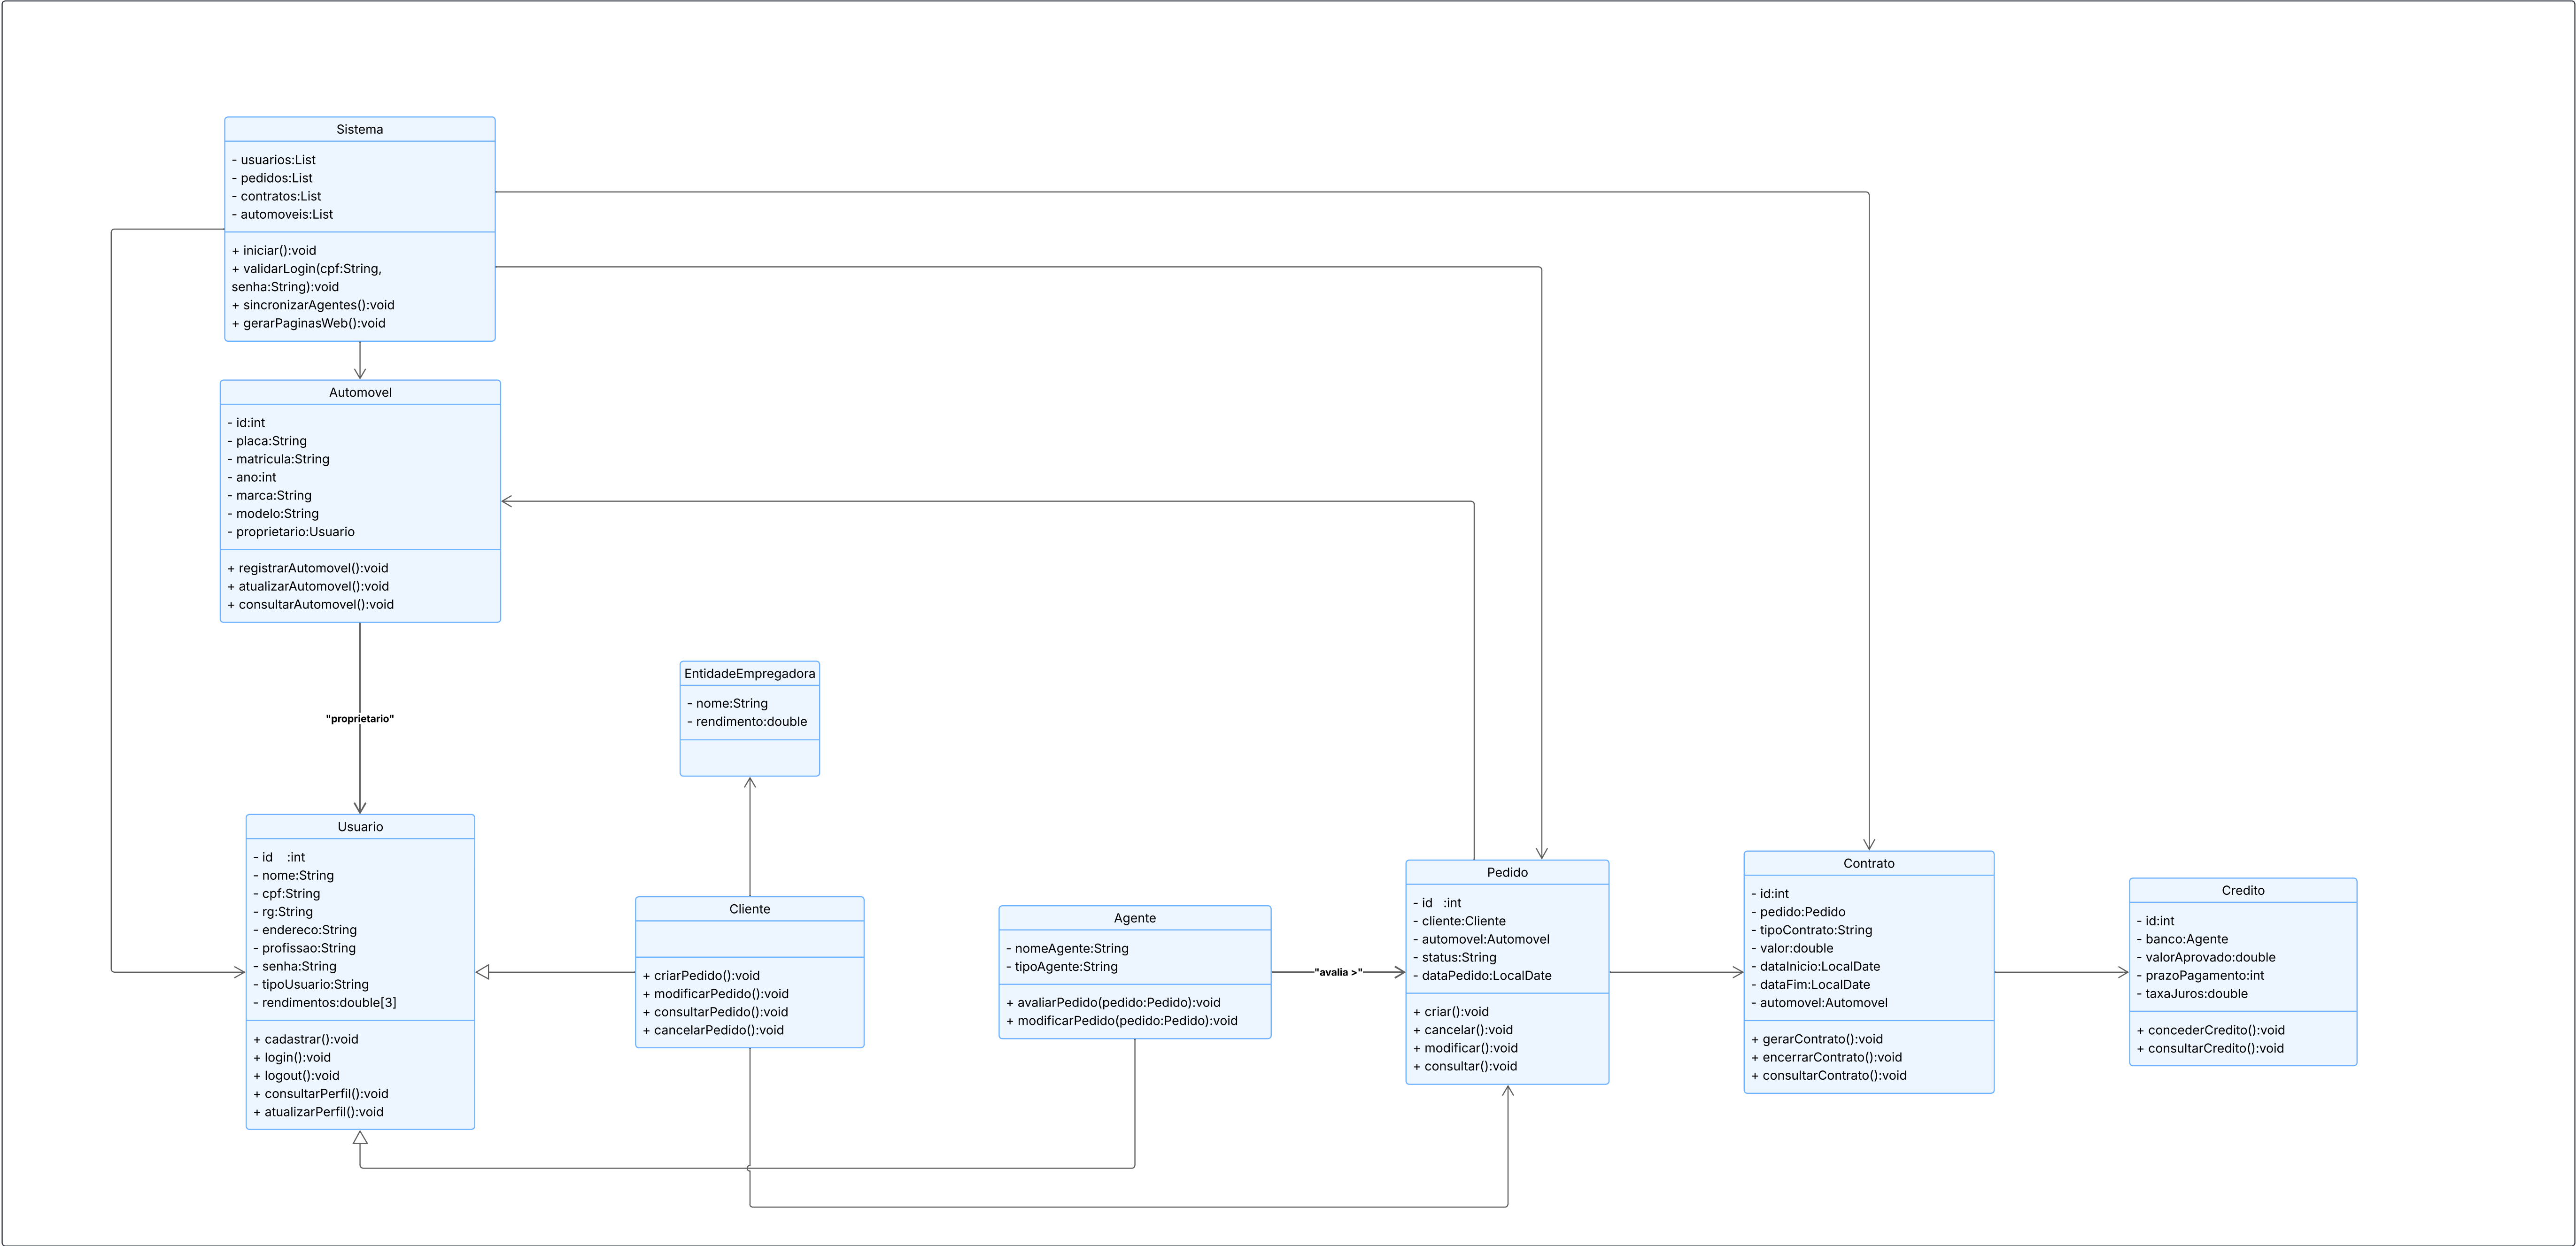 Sistema
- usuarios:List
- pedidos:List
- contratos:List
- automoveis:List
+ iniciar():void
+ validarLogin(cpf:String,
senha:String):void
+ sincronizarAgentes():void
+ gerarPaginasWeb():void
Automovel
- id:int
- placa:String
- matricula:String
- ano:int
- marca:String
- modelo:String
- proprietario:Usuario
+ registrarAutomovel():void
+ atualizarAutomovel():void
+ consultarAutomovel():void
"proprietario"
EntidadeEmpregadora
- nome:String
- rendimento:double
Usuario
- id    :int
- nome:String
- cpf:String
- rg:String
- endereco:String
- profissao:String
- senha:String
- tipoUsuario:String
- rendimentos:double[3]
+ cadastrar():void
+ login():void
+ logout():void
+ consultarPerfil():void
+ atualizarPerfil():void
Cliente
+ criarPedido():void
+ modificarPedido():void
+ consultarPedido():void
+ cancelarPedido():void
Agente
- nomeAgente:String
- tipoAgente:String
+ avaliarPedido(pedido:Pedido):void
+ modificarPedido(pedido:Pedido):void
"avalia >"
Pedido
- id   :int
- cliente:Cliente
- automovel:Automovel
- status:String
- dataPedido:LocalDate
+ criar():void
+ cancelar():void
+ modificar():void
+ consultar():void
Contrato
- id:int
- pedido:Pedido
- tipoContrato:String
- valor:double
- dataInicio:LocalDate
- dataFim:LocalDate
- automovel:Automovel
+ gerarContrato():void
+ encerrarContrato():void
+ consultarContrato():void
Credito
- id:int
- banco:Agente
- valorAprovado:double
- prazoPagamento:int
- taxaJuros:double
+ concederCredito():void
+ consultarCredito():void